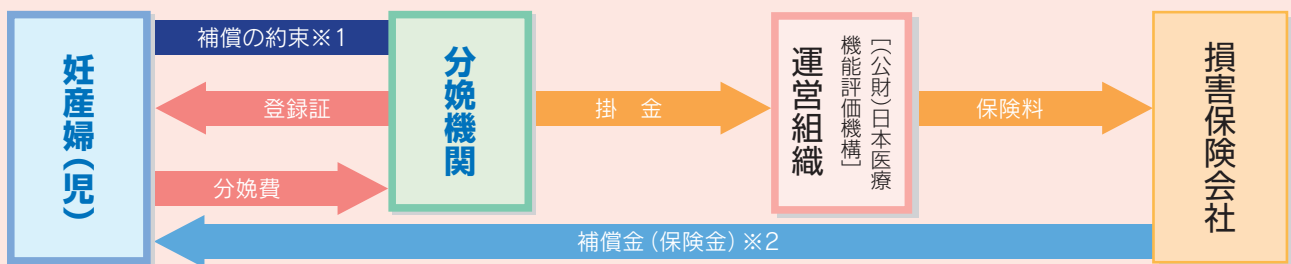 妊産婦(児)
補償の約束※1
登録証
分娩費
分娩機関
掛　金
運営組織
[(公財)日本医療
機能評価機構]
保険料
損害保険会社
補償金(保険金)※2